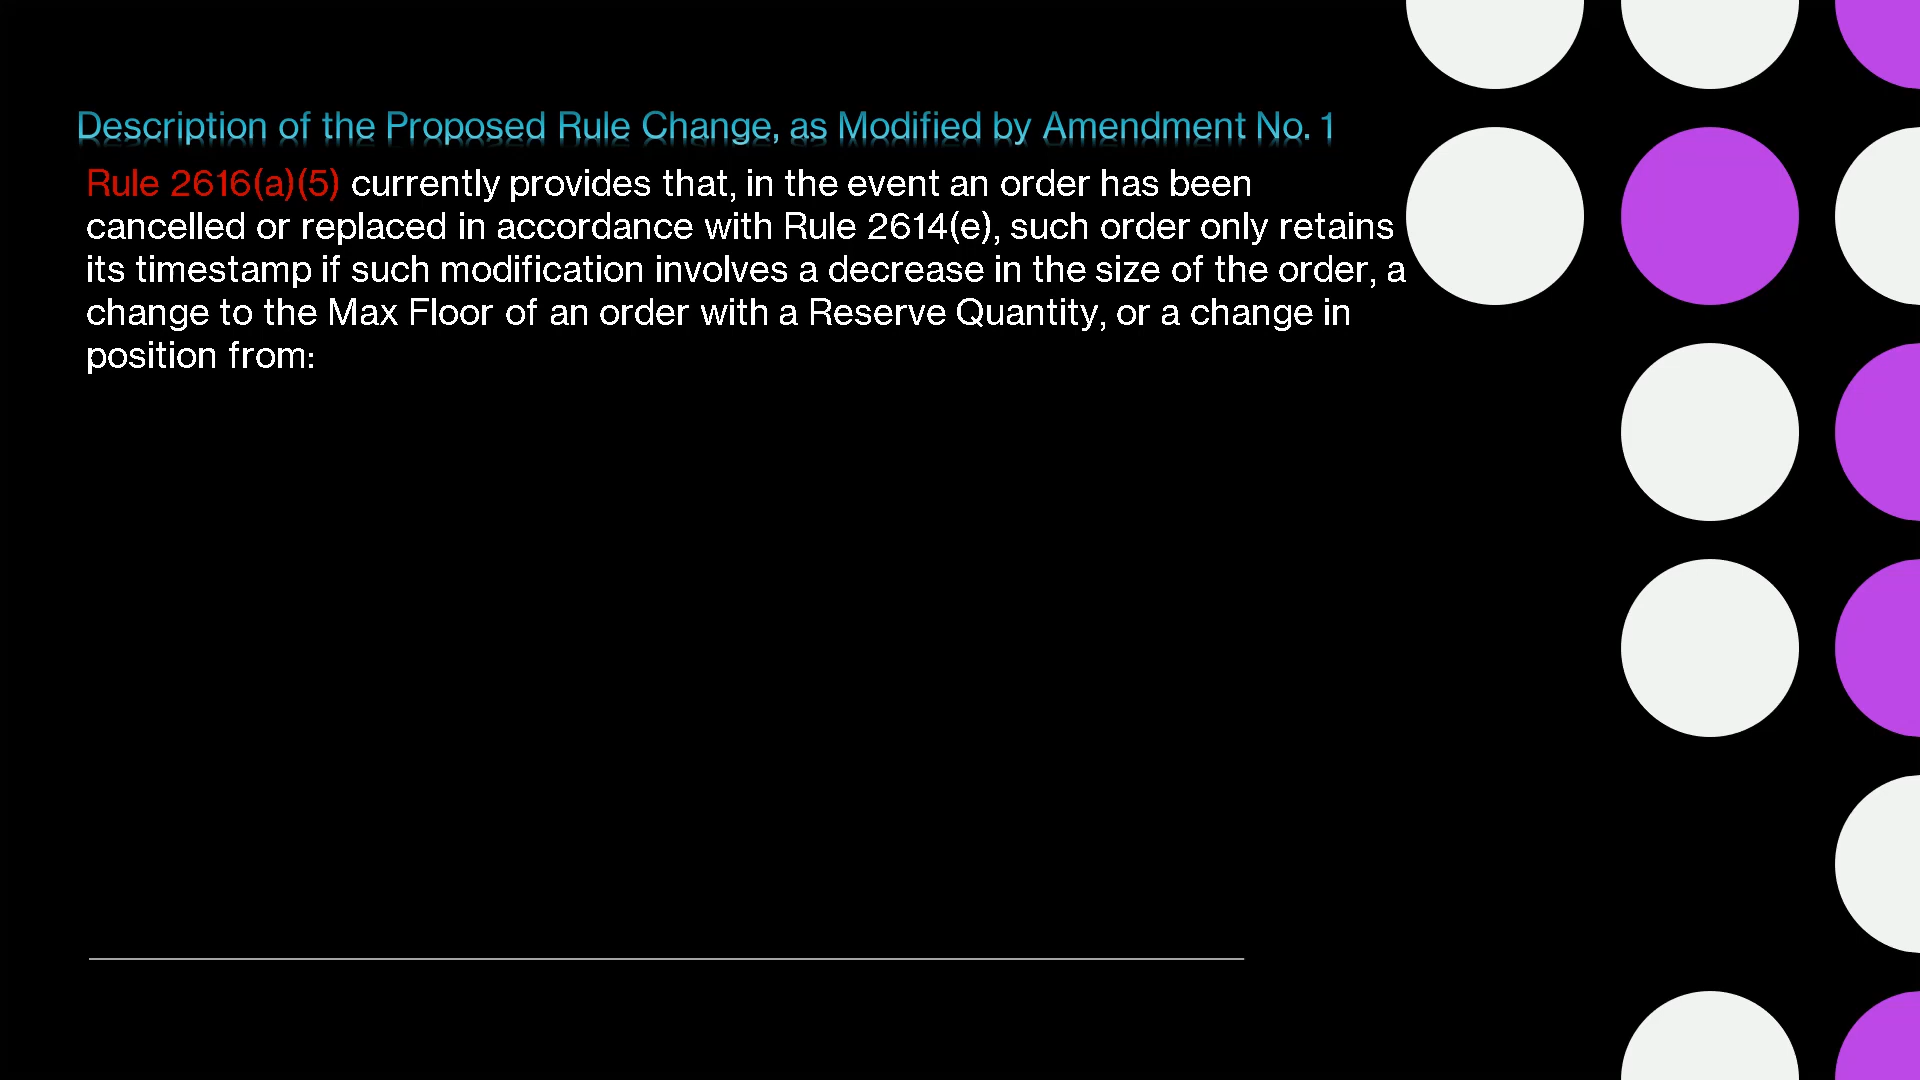 Description of the Proposed Rule Change, as Modified by Amendment No. 1
Rule 2616(a)(5) currently provides that, in the event an order has been
cancelled or replaced in accordance with Rule 2614(e), such order only retains
its timestamp if such modification involves a decrease in the size of the order, a
change to the Max Floor of an order with a Reserve Quantity, or a change in
position from: